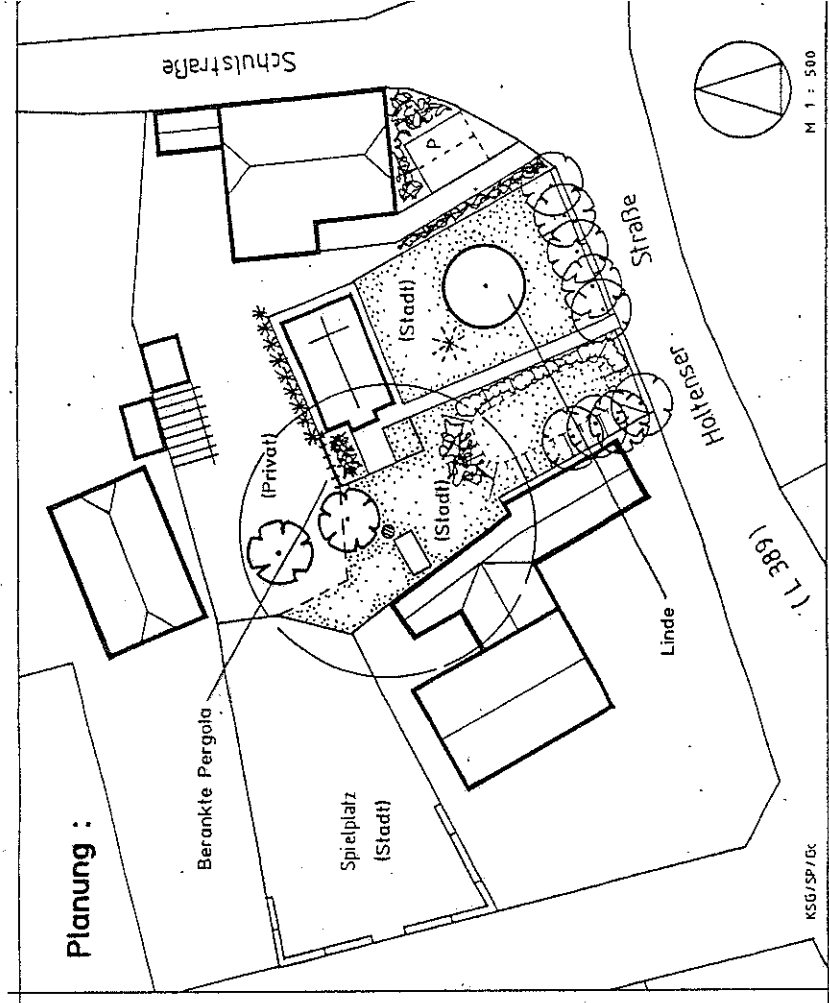 Planung :
Berankte Pergola
Spielplatz
(Stadt)
(Privat)
(Stadt)
(Stadt)
Linde
Schulstraße
P
Holtenser
Straße
(L 389)
M 1 : 500
KSG/SP/Gc